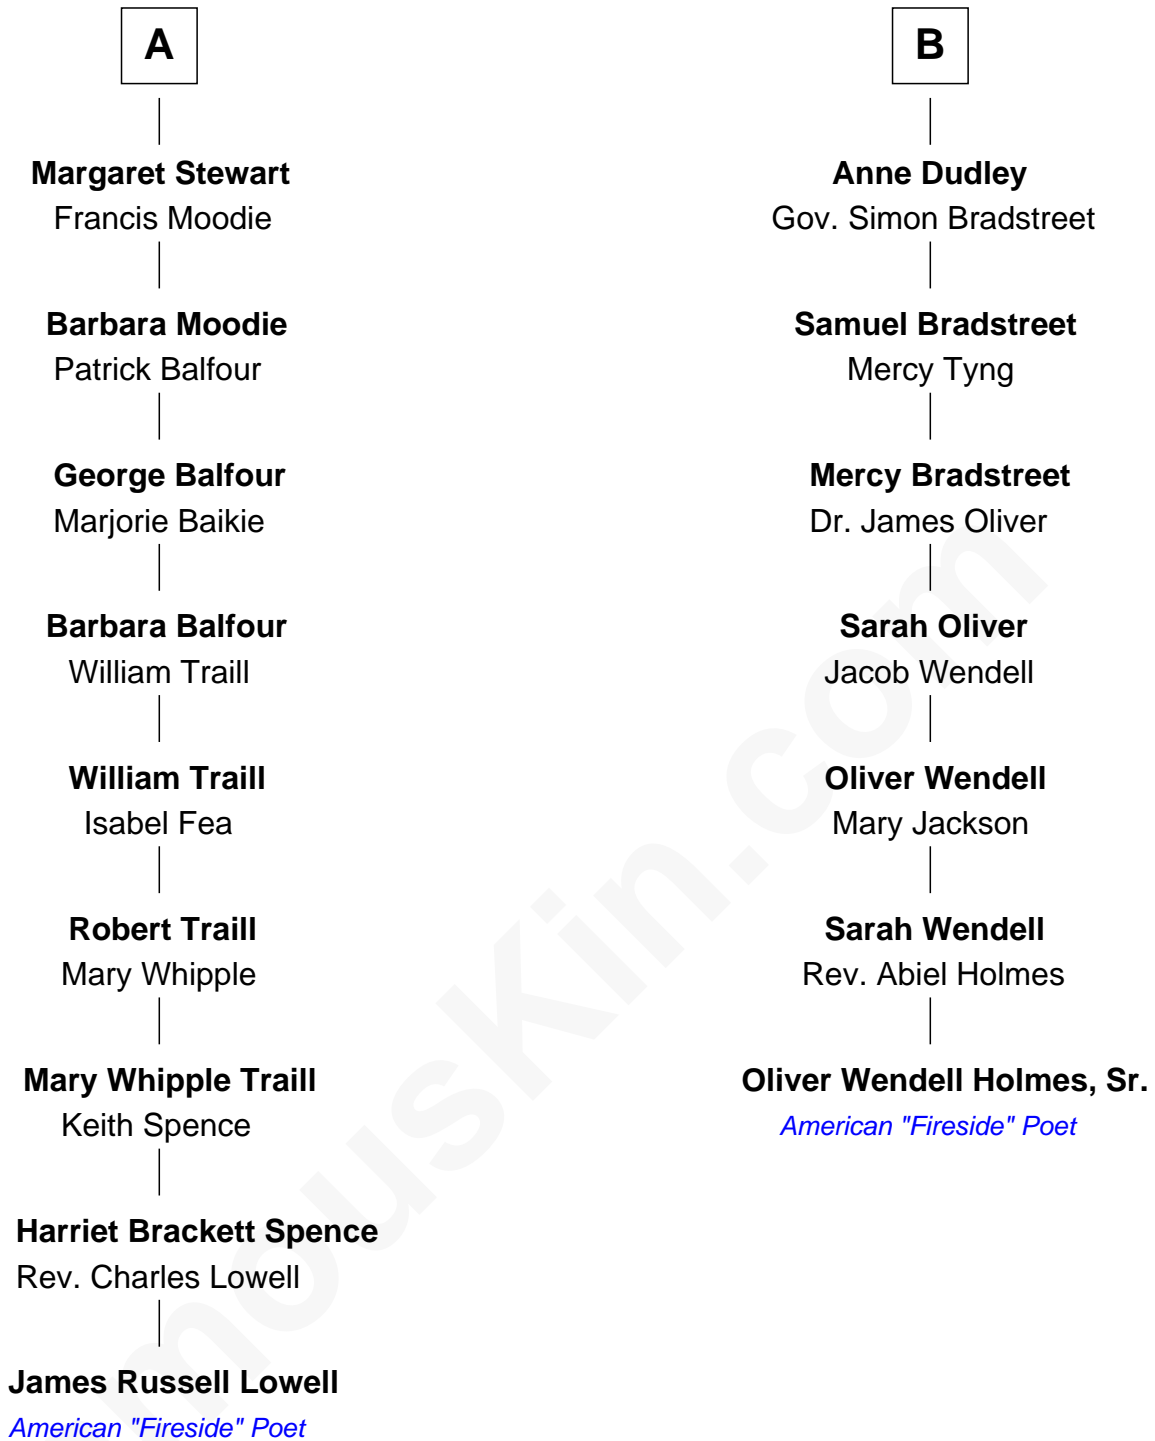 A
Margaret Stewart
Francis Moodie
Barbara Moodie
Patrick Balfour
George Balfour
Marjorie Baikie
Barbara Balfour
William Traill
William Traill
Isabel Fea
Robert Traill
Mary Whipple
Mary Whipple Traill
Keith Spence
Harriet Brackett Spence
Rev. Charles Lowell
James Russell Lowell
American "Fireside" Poet
B
Anne Dudley
Gov. Simon Bradstreet
Samuel Bradstreet
Mercy Tyng
Mercy Bradstreet
Dr. James Oliver
Sarah Oliver
Jacob Wendell
Oliver Wendell
Mary Jackson
Sarah Wendell
Rev. Abiel Holmes
Oliver Wendell Holmes, Sr.
American "Fireside" Poet
mouskin.com